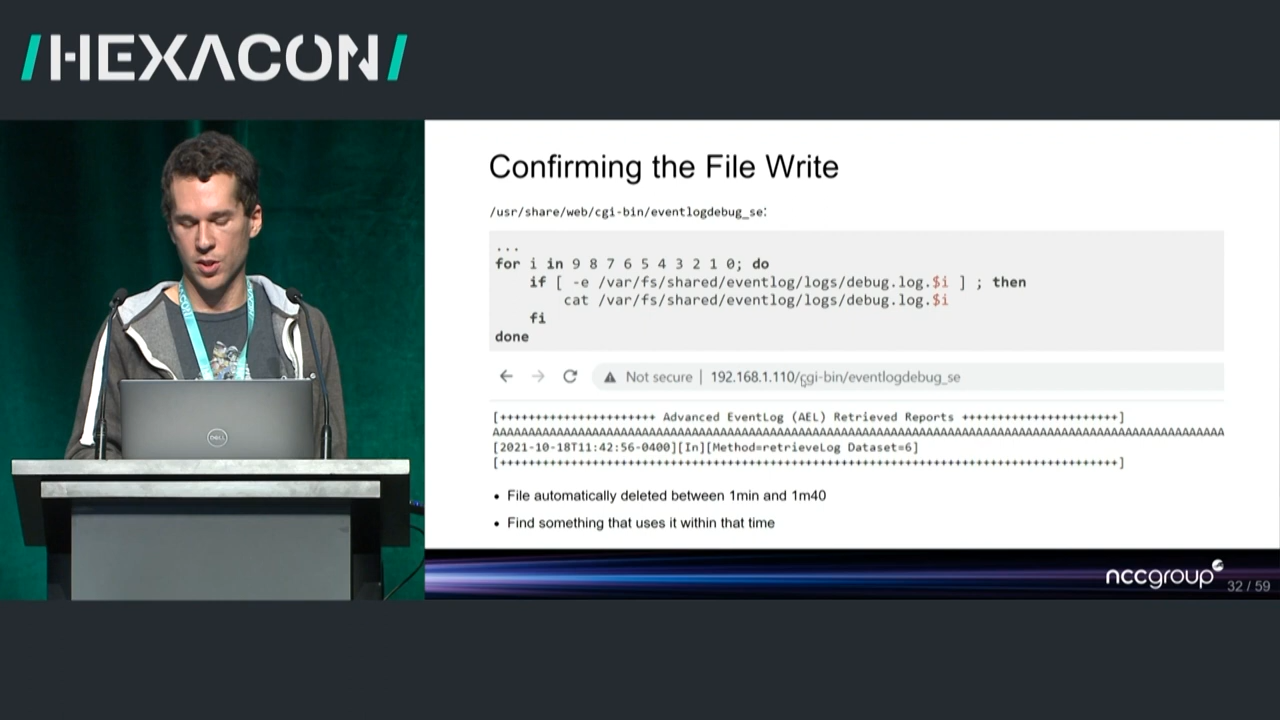 /HEXACON/
Confirming the File Write
/usr/share/web/cgi-bin/eventlogdebug_se:
...
for i in 9 8 7 6 5 4 3 2 1 0; do
if [ -e /var/fs/shared/eventlog/logs/debug.log.$i ] ; then
cat /var/fs/shared/eventlog/logs/debug.log.$i
fi
done
Not secure | 192.168.1.110/cgi-bin/eventlogdebug_se
[++++++++++++++++++++++ Advanced EventLog (AEL) Retrieved Reports ++++++++++++++++++++++]
AAAAAAAAAAAAAAAAAAAAAAAAAAAAAAAAAAAAAAAAAAAAAAAAAAAAAAAAAAAAAAAAAAAAAAAAAAAAAAAAAAAAAAAAAAAAAAAAAAAAAAA
[2021-10-18T11:42:56-0400][In][Method=retrieveLog Dataset=6]
[+++++++++++++++++++++++++++++++++++++++++++++++++++++++++++++++++++++++++++++++++++++++]
• File automatically deleted between 1min and 1m40
• Find something that uses it within that time
nccgroup
32 / 59
DELL